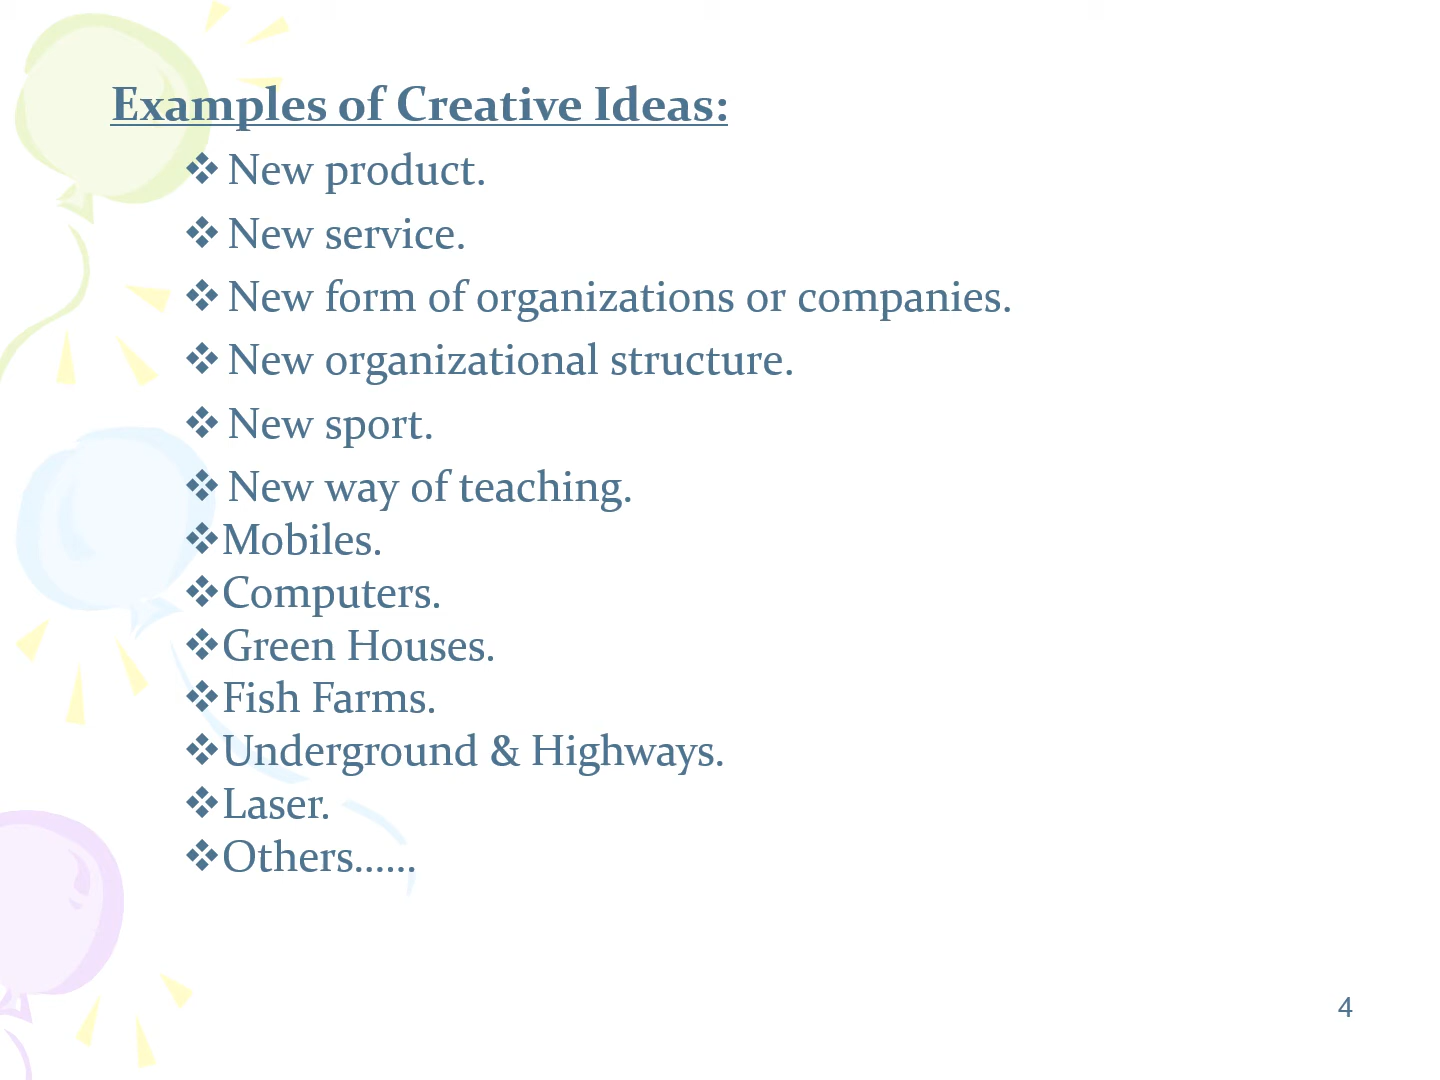 Examples of Creative Ideas:
❖ New product.
❖ New service.
❖ New form of organizations or companies.
❖ New organizational structure.
❖ New sport.
❖ New way of teaching.
❖Mobiles.
❖Computers.
❖Green Houses.
❖Fish Farms.
❖Underground & Highways.
❖Laser.
❖Others......
4